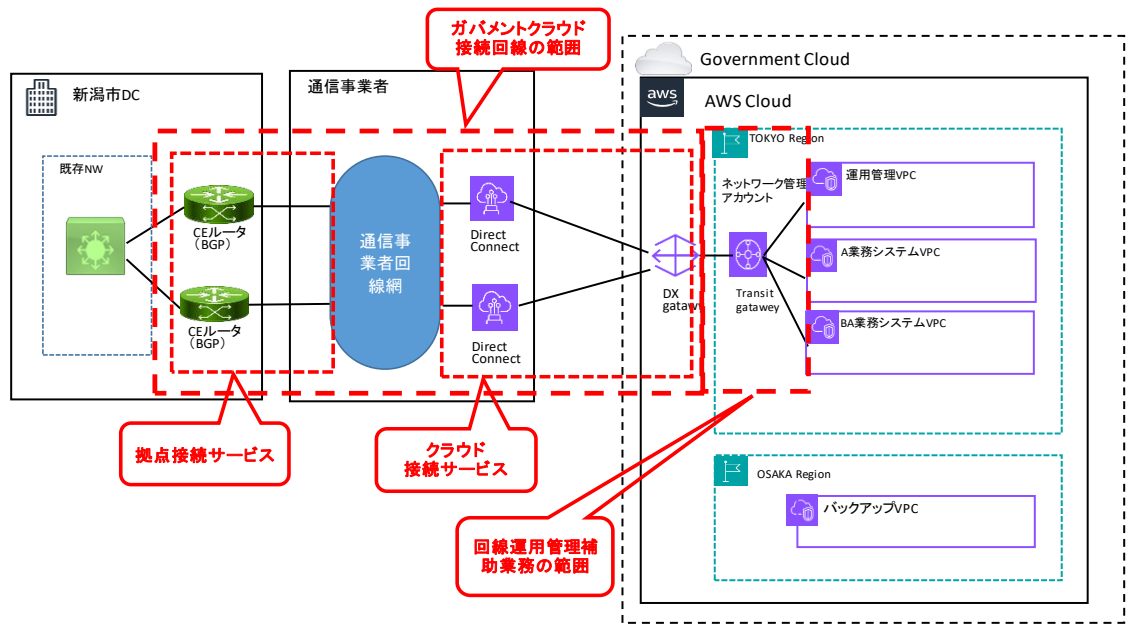 ガバメントクラウド
接続回線の範囲
新潟市DC
通信事業者
Government Cloud
aws
AWS Cloud
既存NW
CEルータ
（BGP）
CEルータ
（BGP）
通信事
業者回
線網
Direct
Connect
Direct
Connect
DX
gataw
TOKYO Region
ネットワーク管理
アカウント
Transit
gatawey
運用管理VPC
A業務システムVPC
BA業務システムVPC
拠点接続サービス
クラウド
接続サービス
回線運用管理補
助業務の範囲
OSAKA Region
バックアップVPC